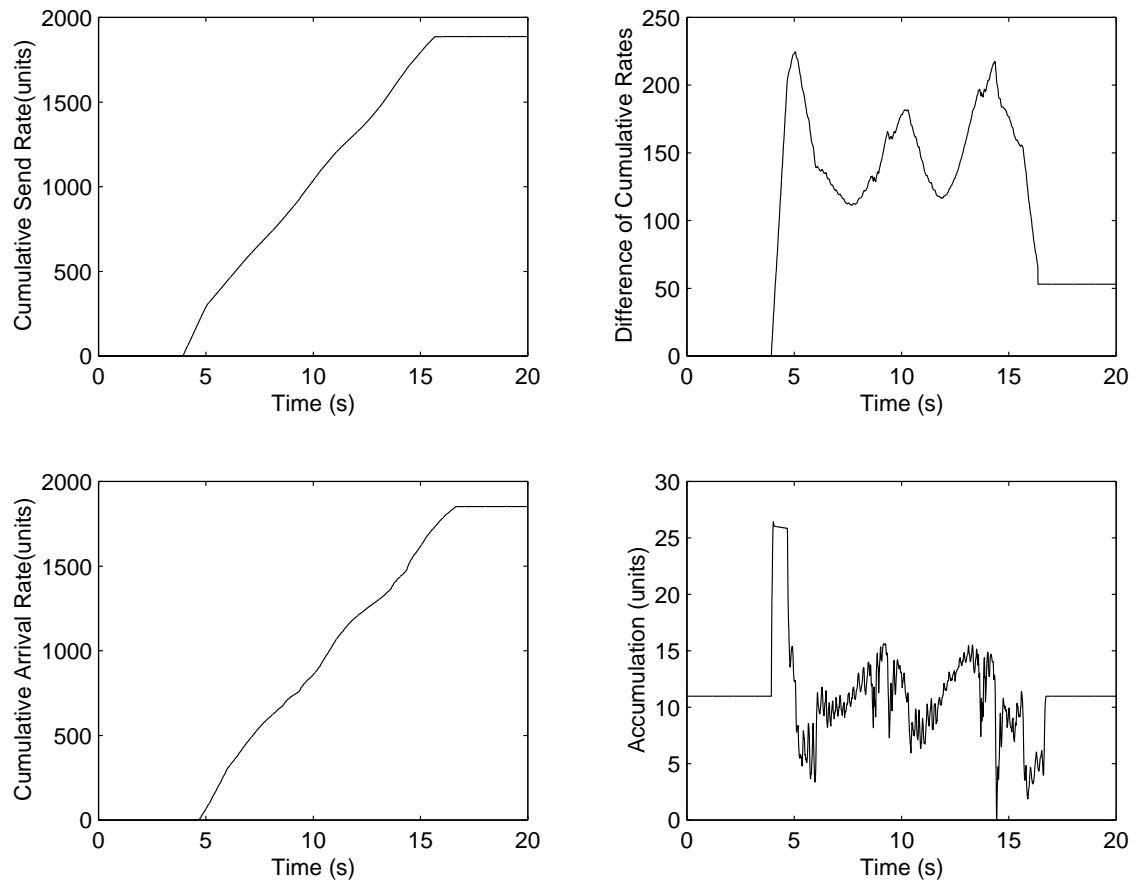 2000
1500
1000
500
0
0 5 10 15 20
Time (s)
Cumulative Send Rate(units)
250
200
150
100
50
0
0 5 10 15 20
Time (s)
Difference of Cumulative Rates
2000
1500
1000
500
0
0 5 10 15 20
Time (s)
Cumulative Arrival Rate(units)
30
25
20
15
10
5
0
0 5 10 15 20
Time (s)
Accumulation (units)